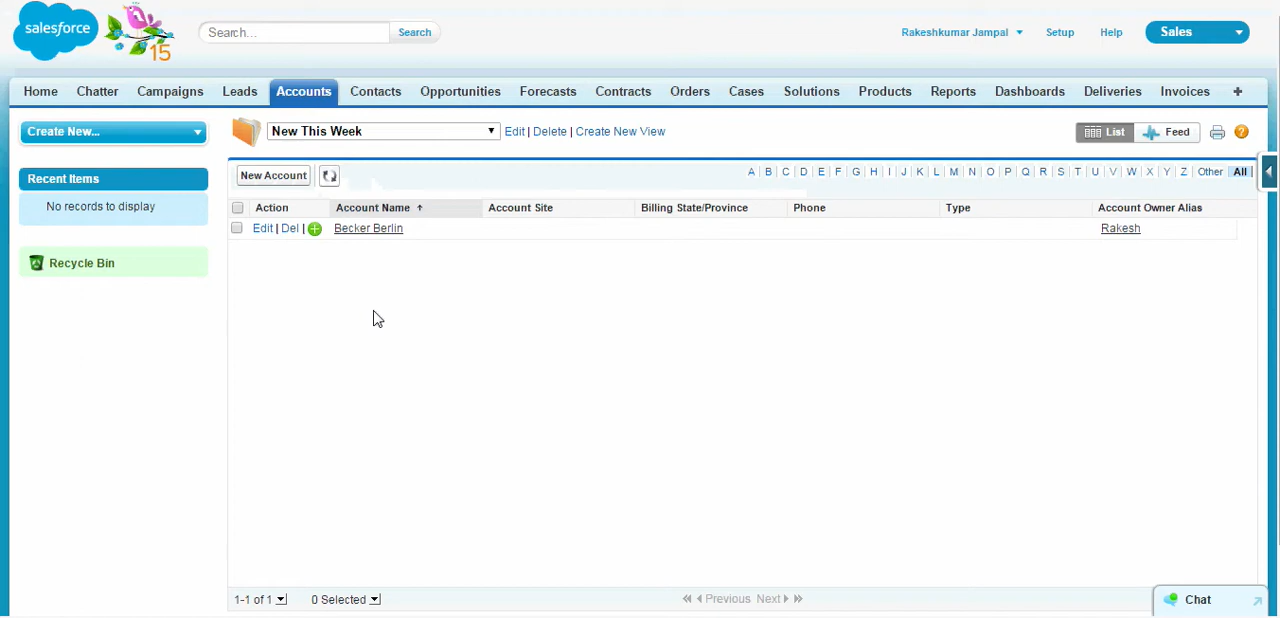 salesforce
15
Search...
Search
Rakeshkumar Jampal
Setup
Help
Sales
Home Chatter Campaigns Leads Accounts Contacts Opportunities Forecasts Contracts Orders Cases Solutions Products Reports Dashboards Deliveries Invoices +
Create New...
Recent Items
No records to display
Recycle Bin
New This Week
Edit | Delete | Create New View
List
Feed
?
New Account
A | B | C | D | E | F | G | H | I | J | K | L | M | N | O | P | Q | R | S | T | U | V | W | X | Y | Z | Other | All |
Action Account Name Account Site Billing State/Province Phone Type Account Owner Alias
Edit | Del | Becker Berlin Rakesh
1-1 of 1
0 Selected
Previous Next
Chat